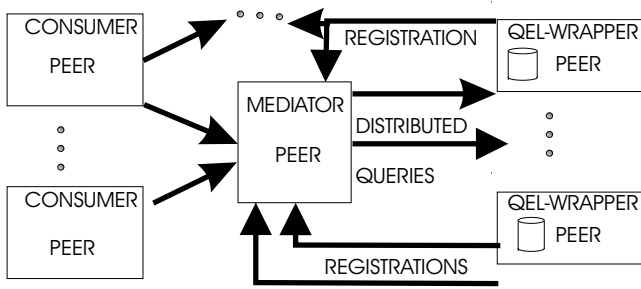 CONSUMER
PEER
REGISTRATION
QEL-WRAPPER
PEER
MEDIATOR
PEER
DISTRIBUTED
QUERIES
CONSUMER
PEER
QEL-WRAPPER
PEER
REGISTRATIONS